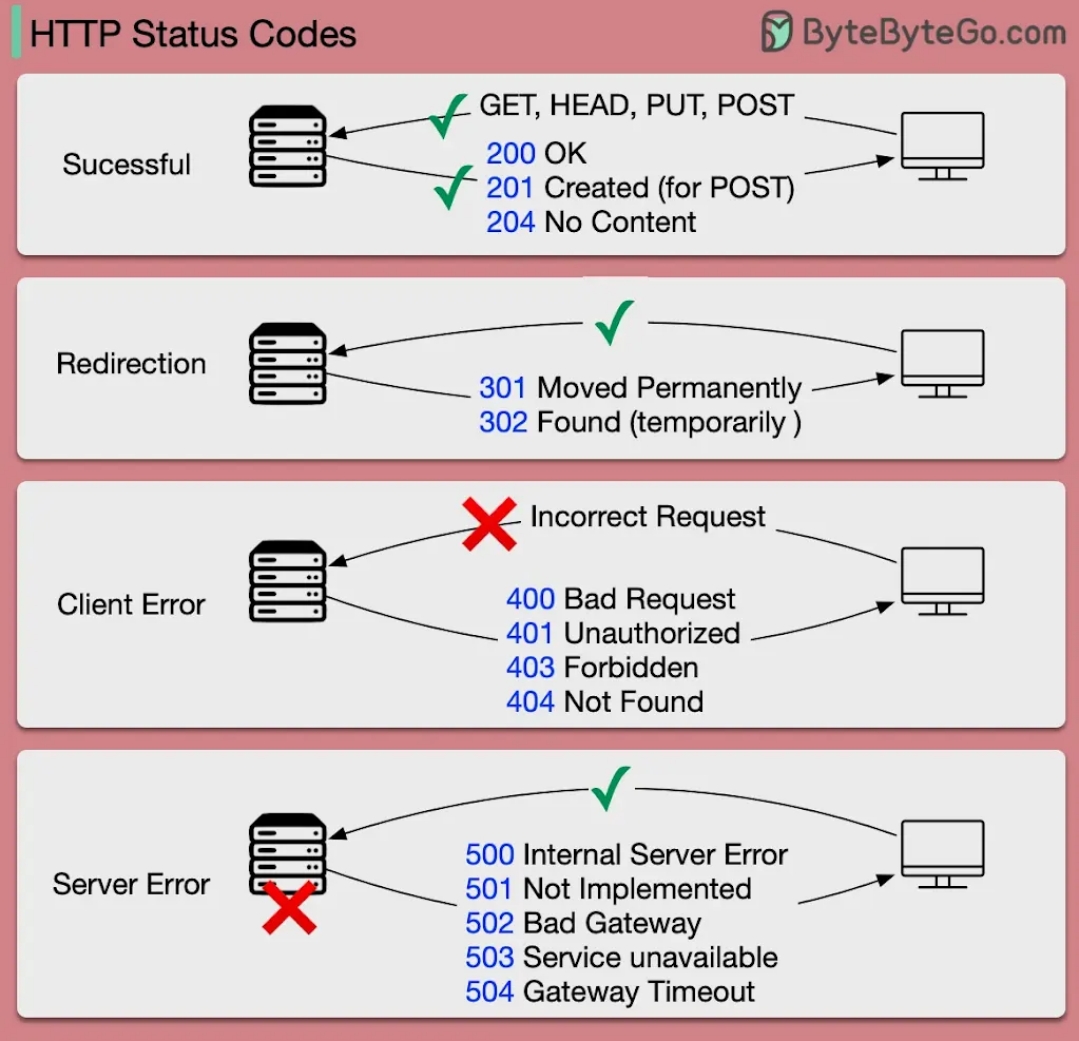 HTTP Status Codes
ByteByteGo.com
Sucessful
GET, HEAD, PUT, POST
200 OK
201 Created (for POST)
204 No Content
Redirection
301 Moved Permanently
302 Found (temporarily )
Client Error
Incorrect Request
400 Bad Request
401 Unauthorized
403 Forbidden
404 Not Found
Server Error
500 Internal Server Error
501 Not Implemented
502 Bad Gateway
503 Service unavailable
504 Gateway Timeout